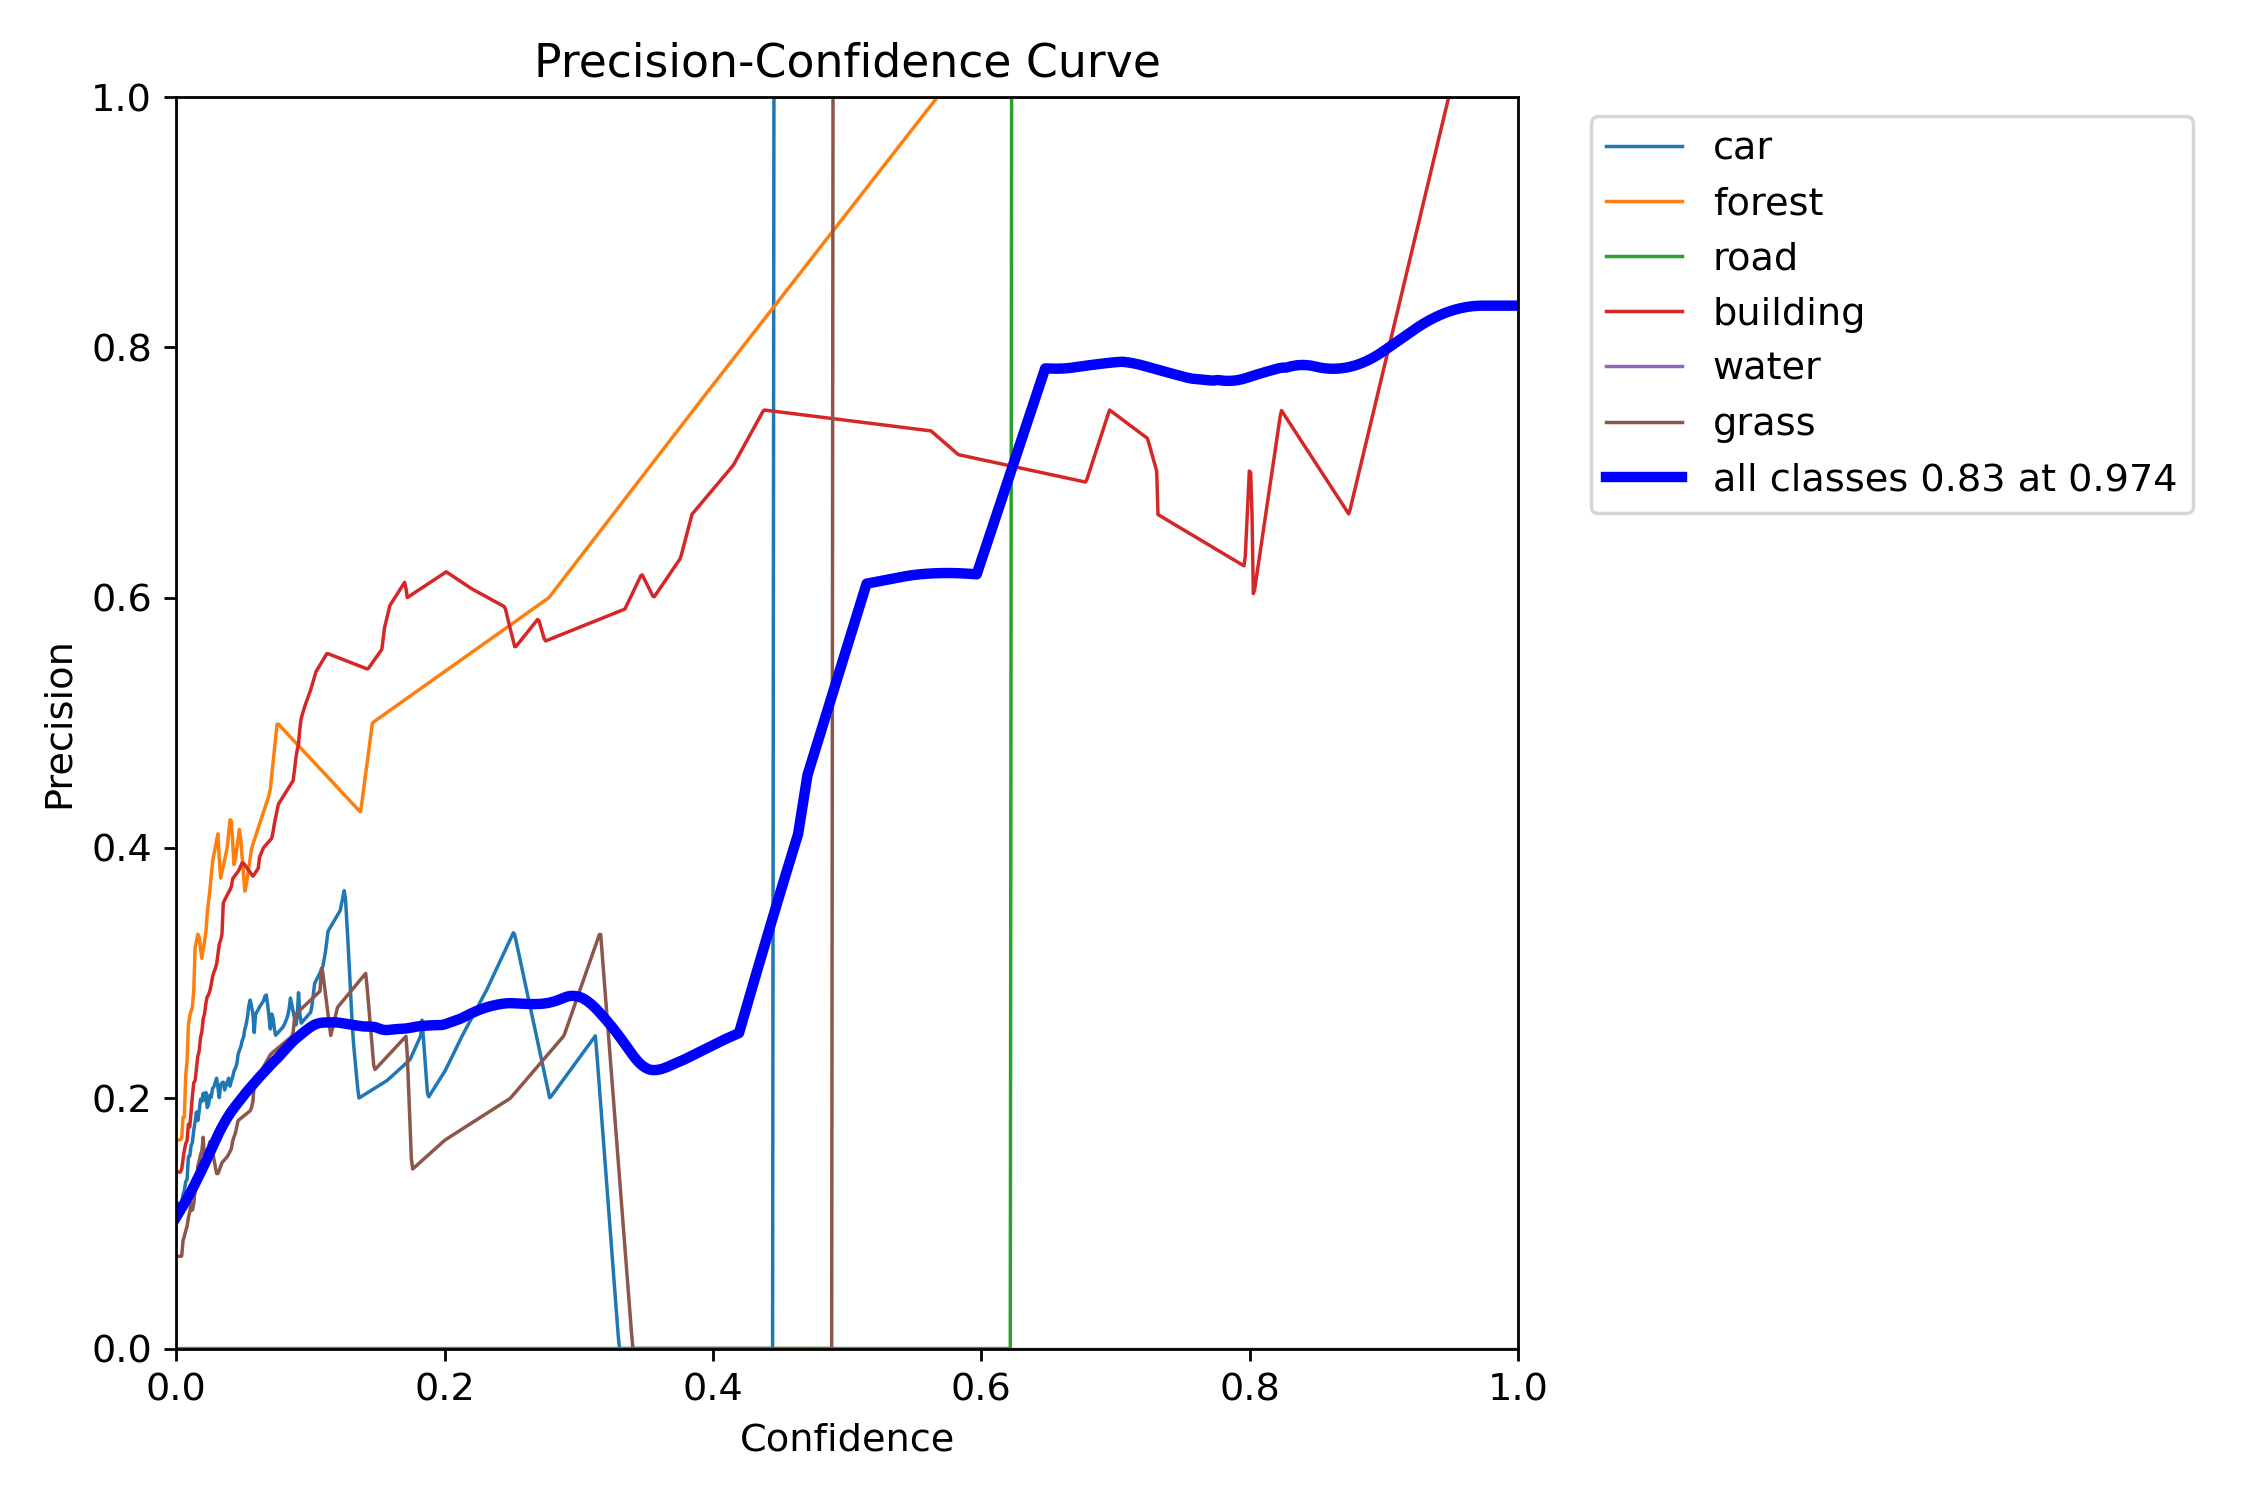 Precision-Confidence Curve
1.0
0.8
0.6
0.4
0.2
0.0
Precision
0.0 0.2 0.4 0.6 0.8 1.0
Confidence
car
forest
road
building
water
grass
all classes 0.83 at 0.974